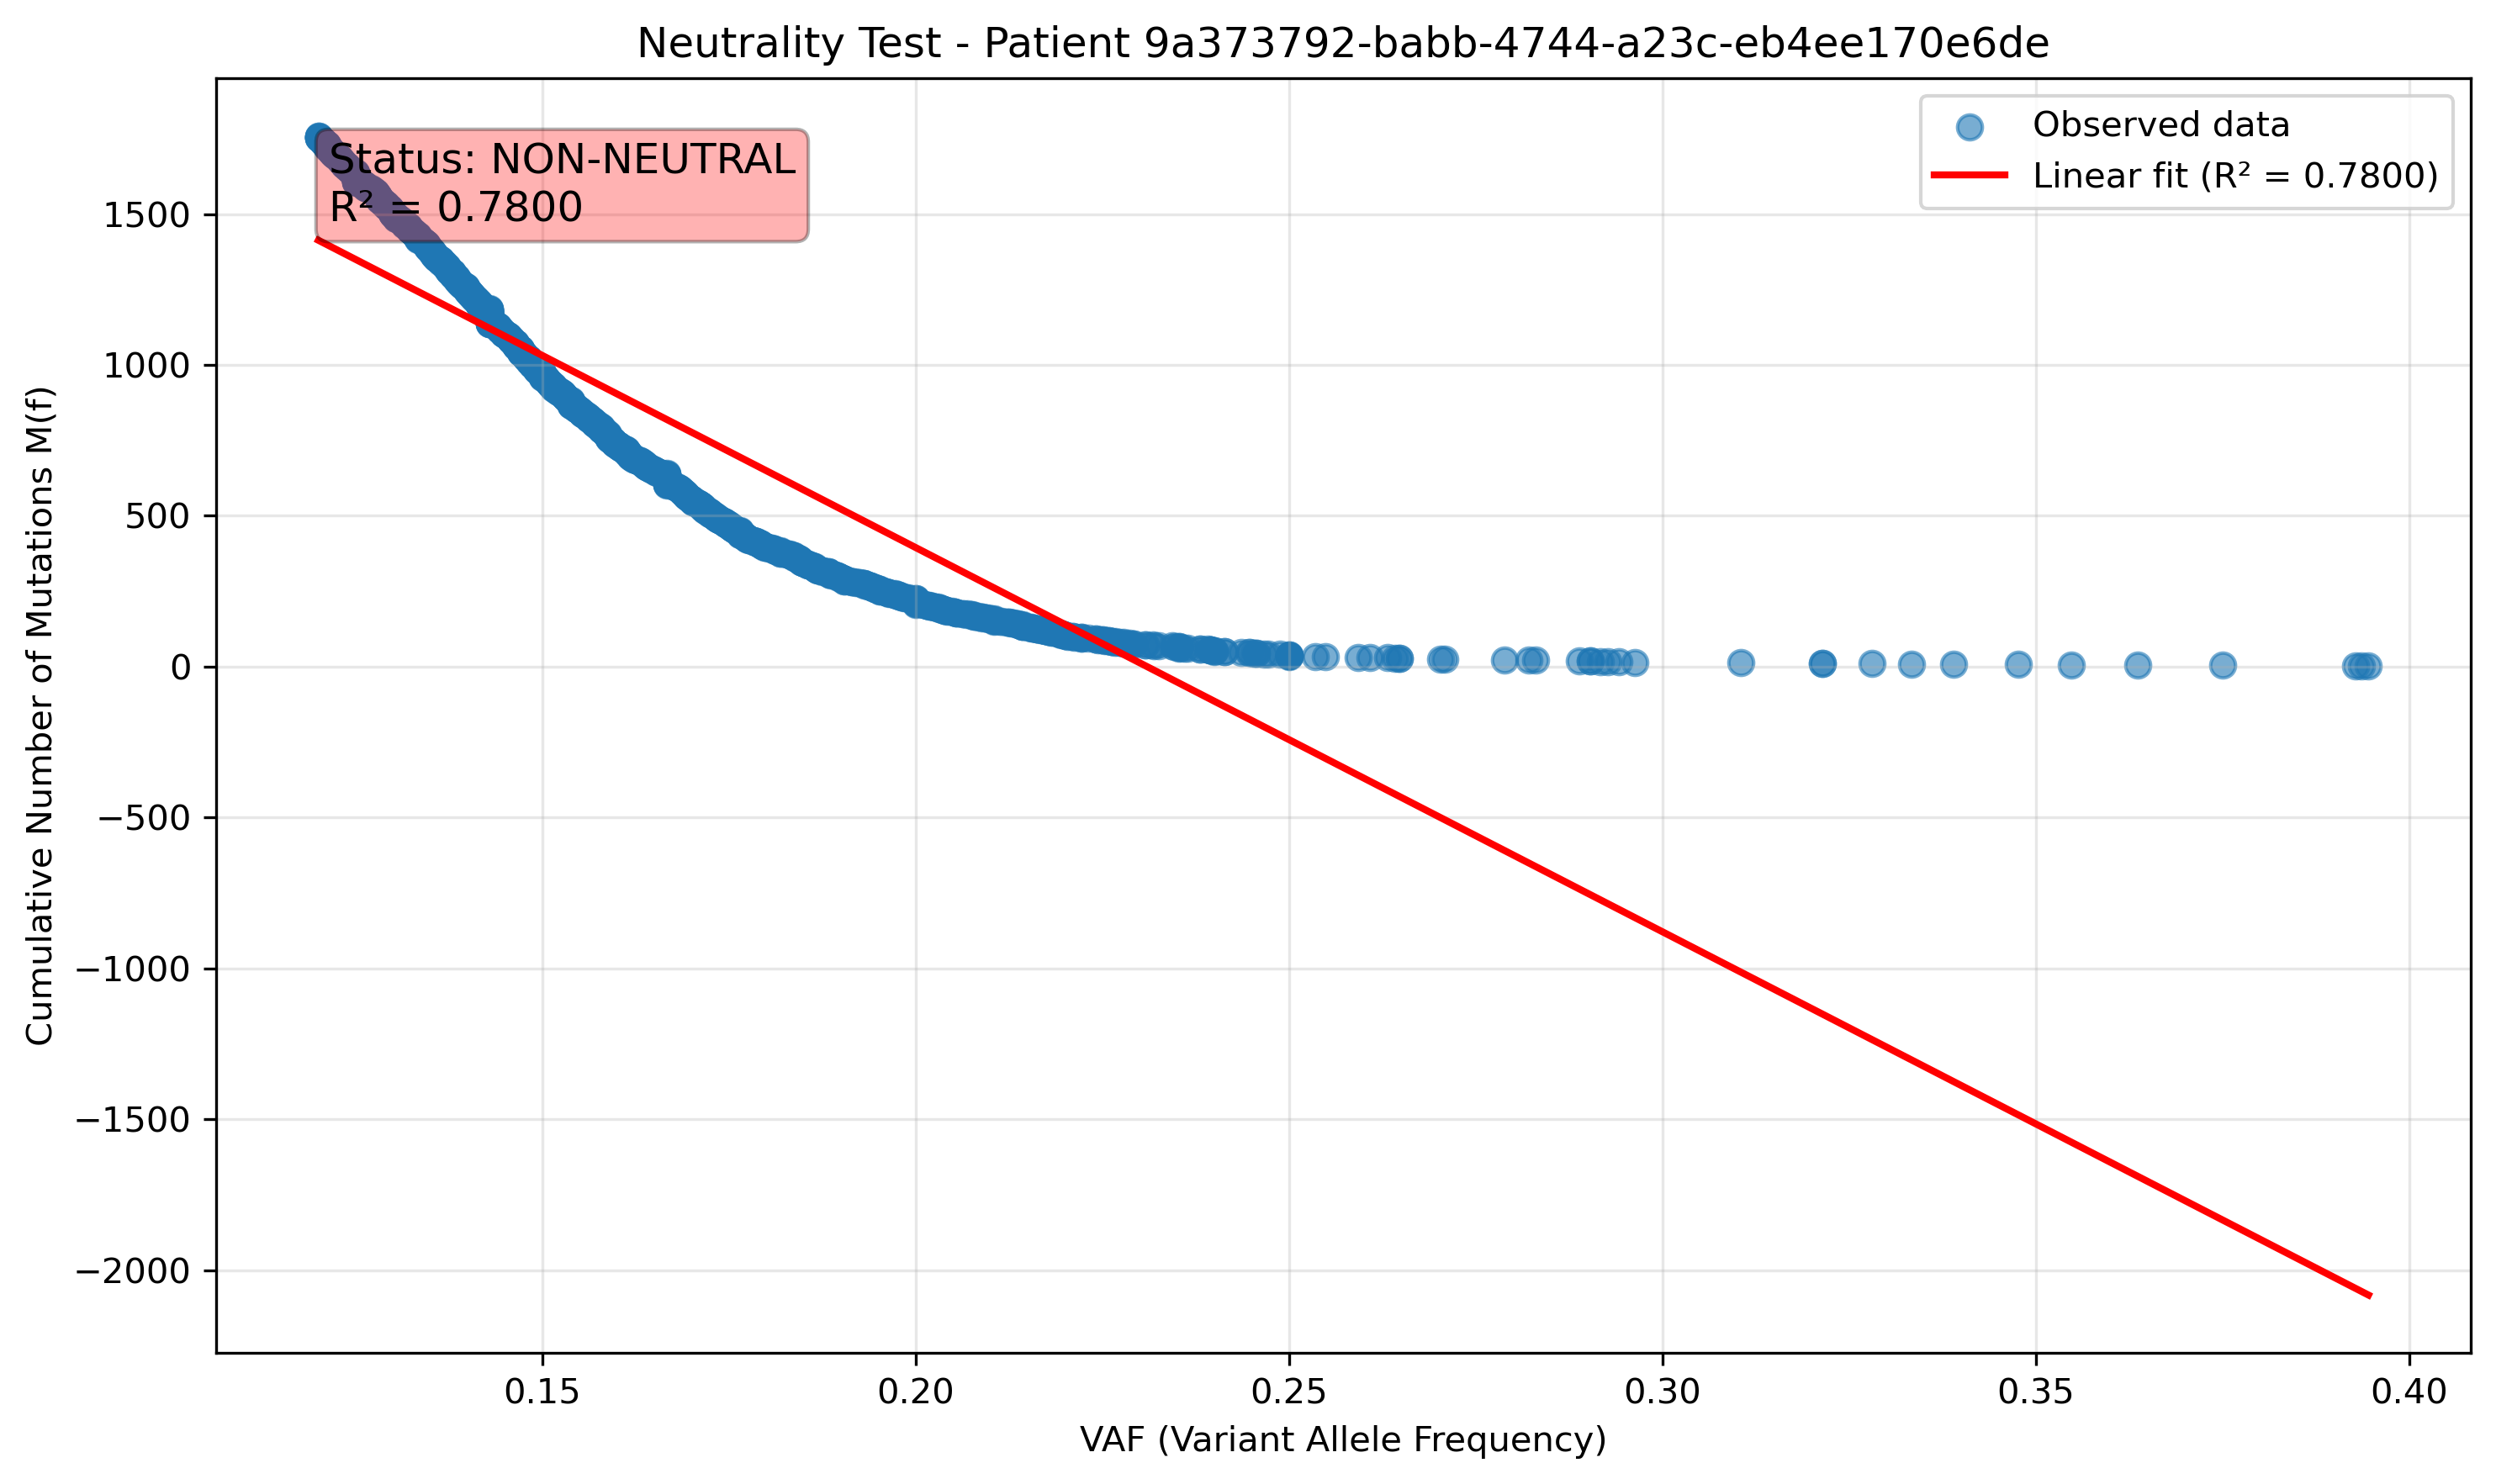 Neutrality Test - Patient 9a373792-babb-4744-a23c-eb4ee170e6de
Status: NON-NEUTRAL
R² = 0.7800
Observed data
Linear fit (R² = 0.7800)
Cumulative Number of Mutations M(f)
1500
1000
500
0
−500
−1000
−1500
−2000
0.15
0.20
0.25
0.30
0.35
0.40
VAF (Variant Allele Frequency)